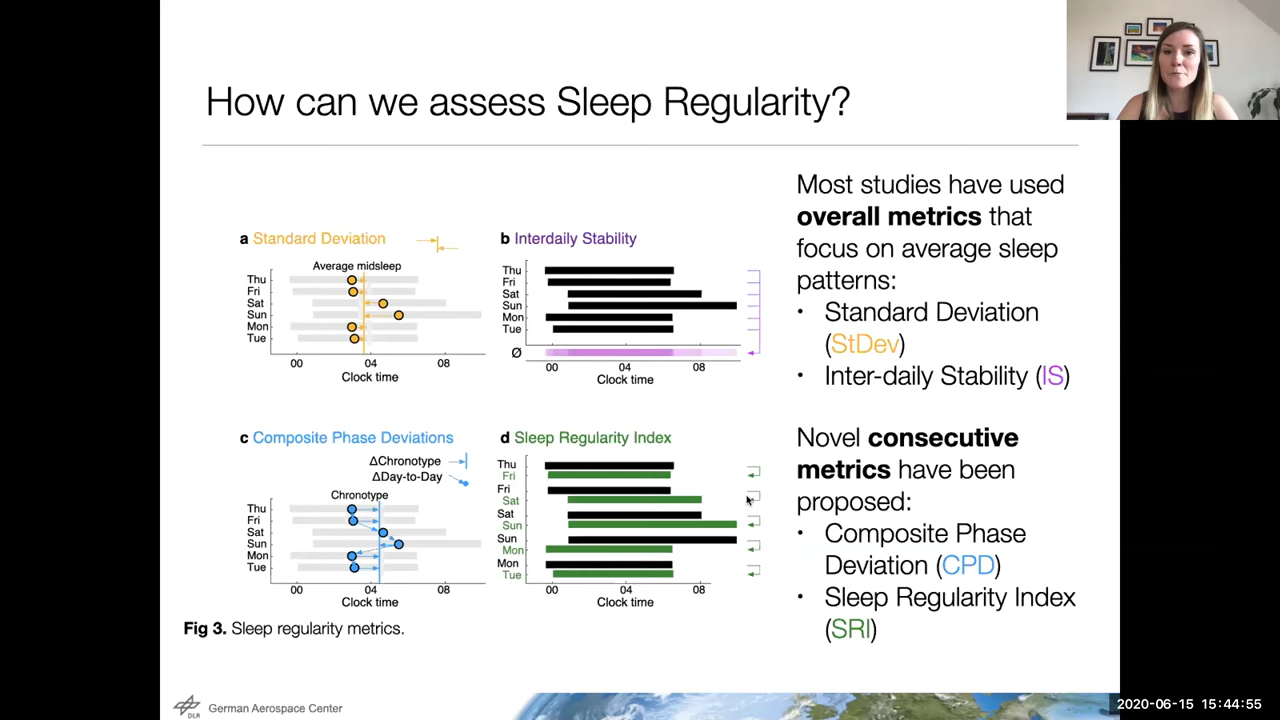 How can we assess Sleep Regularity?
a Standard Deviation
Average midsleep
Thu
Fri
Sat
Sun
Mon
Tue
00 04 08
Clock time
b Interdaily Stability
Thu
Fri
Sat
Sun
Mon
Tue
Ø
00 04 08
Clock time
c Composite Phase Deviations
ΔChronotype
ΔDay-to-Day
Chronotype
Thu
Fri
Sat
Sun
Mon
Tue
00 04 08
Clock time
d Sleep Regularity Index
Thu
Fri
Fri
Sat
Sat
Sun
Sun
Mon
Mon
Tue
00 04 08
Clock time
Fig 3. Sleep regularity metrics.
Most studies have used
overall metrics that
focus on average sleep
patterns:
• Standard Deviation
(StDev)
• Inter-daily Stability (IS)
Novel consecutive
metrics have been
proposed:
• Composite Phase
Deviation (CPD)
• Sleep Regularity Index
(SRI)
DLR
German Aerospace Center
2020-06-15 15:44:55